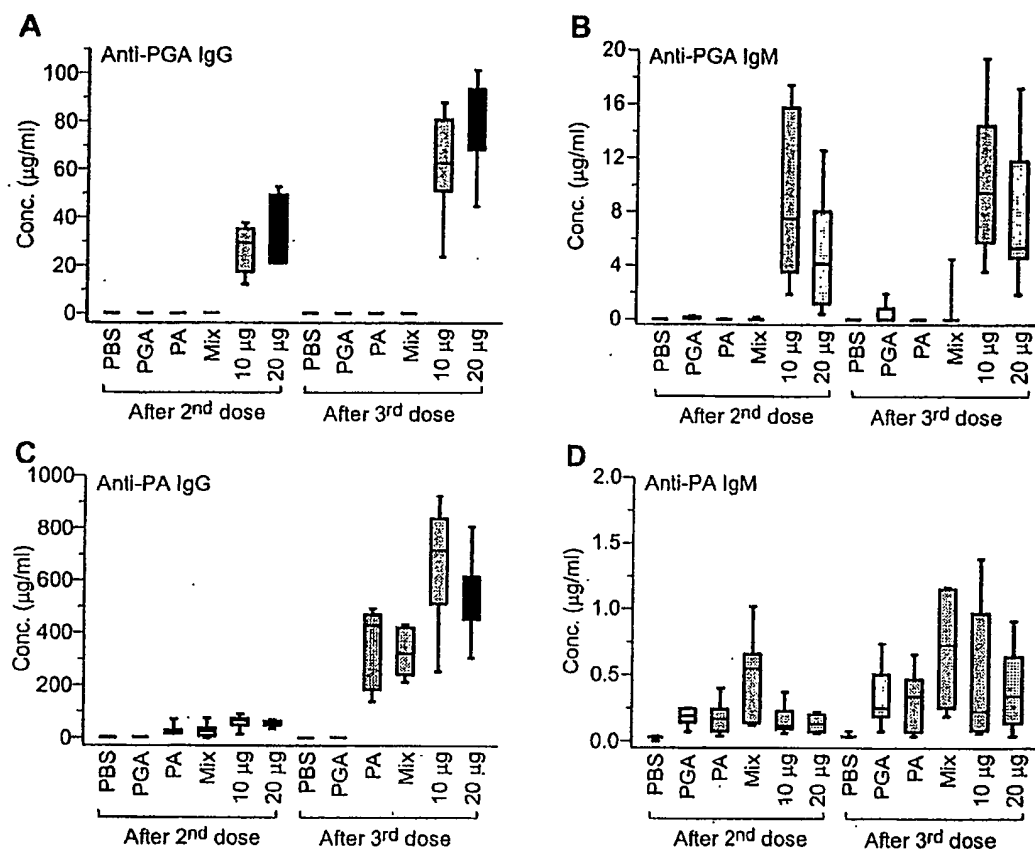 A
Anti-PGA IgG
Conc. (µg/ml)
100
80
60
40
20
0
PBS
PGA
PA
Mix
10 µg
20 µg
PBS
PGA
PA
Mix
10 µg
20 µg
After 2nd dose
After 3rd dose
B
Anti-PGA IgM
Conc. (µg/ml)
20
16
12
8
4
0
PBS
PGA
PA
Mix
10 µg
20 µg
PBS
PGA
PA
Mix
10 µg
20 µg
After 2nd dose
After 3rd dose
C
Anti-PA IgG
Conc. (µg/ml)
1000
800
600
400
200
0
PBS
PGA
PA
Mix
10 µg
20 µg
PBS
PGA
PA
Mix
10 µg
20 µg
After 2nd dose
After 3rd dose
D
Anti-PA IgM
Conc. (µg/ml)
2.0
1.5
1.0
0.5
0.0
PBS
PGA
PA
Mix
10 µg
20 µg
PBS
PGA
PA
Mix
10 µg
20 µg
After 2nd dose
After 3rd dose